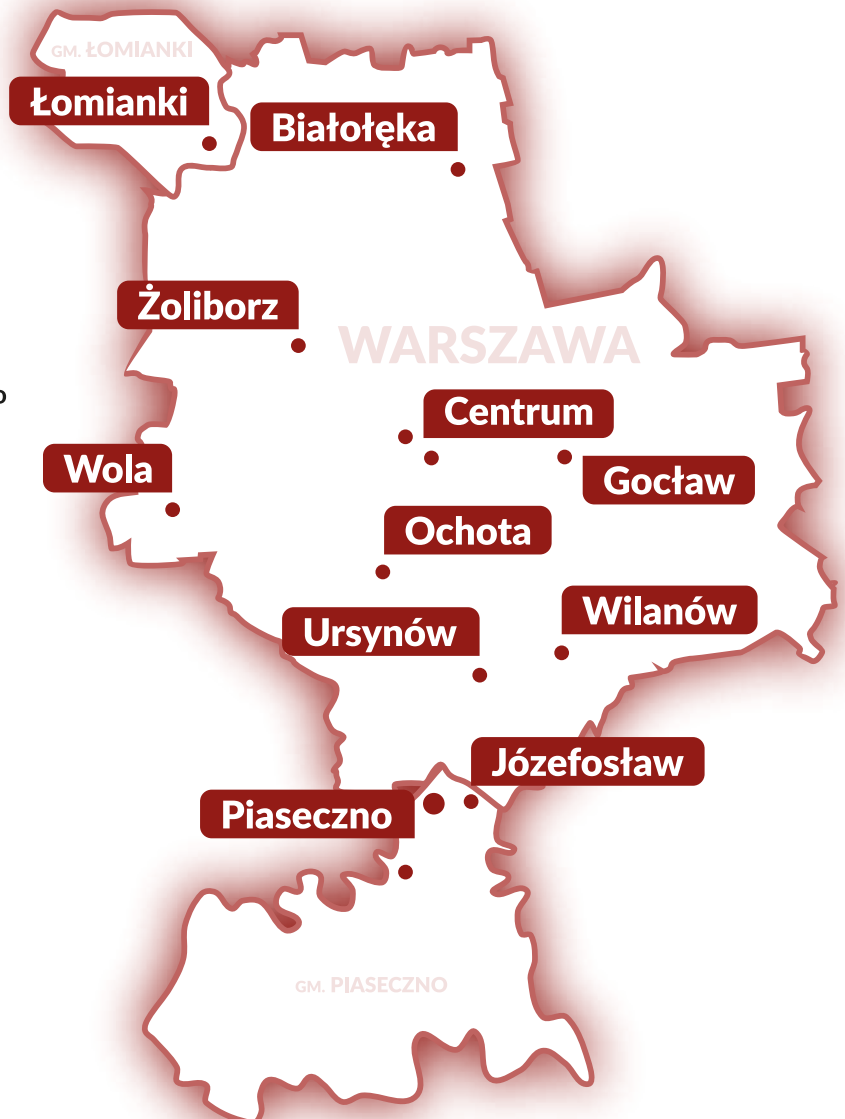 GM. ŁOMIANKI
Łomianki
Białołęka
Żoliborz
WARSZAWA
Centrum
Wola
Gocław
Ochota
Wilanów
Ursynów
Józefosław
Piaseczno
GM. PIASECZNO